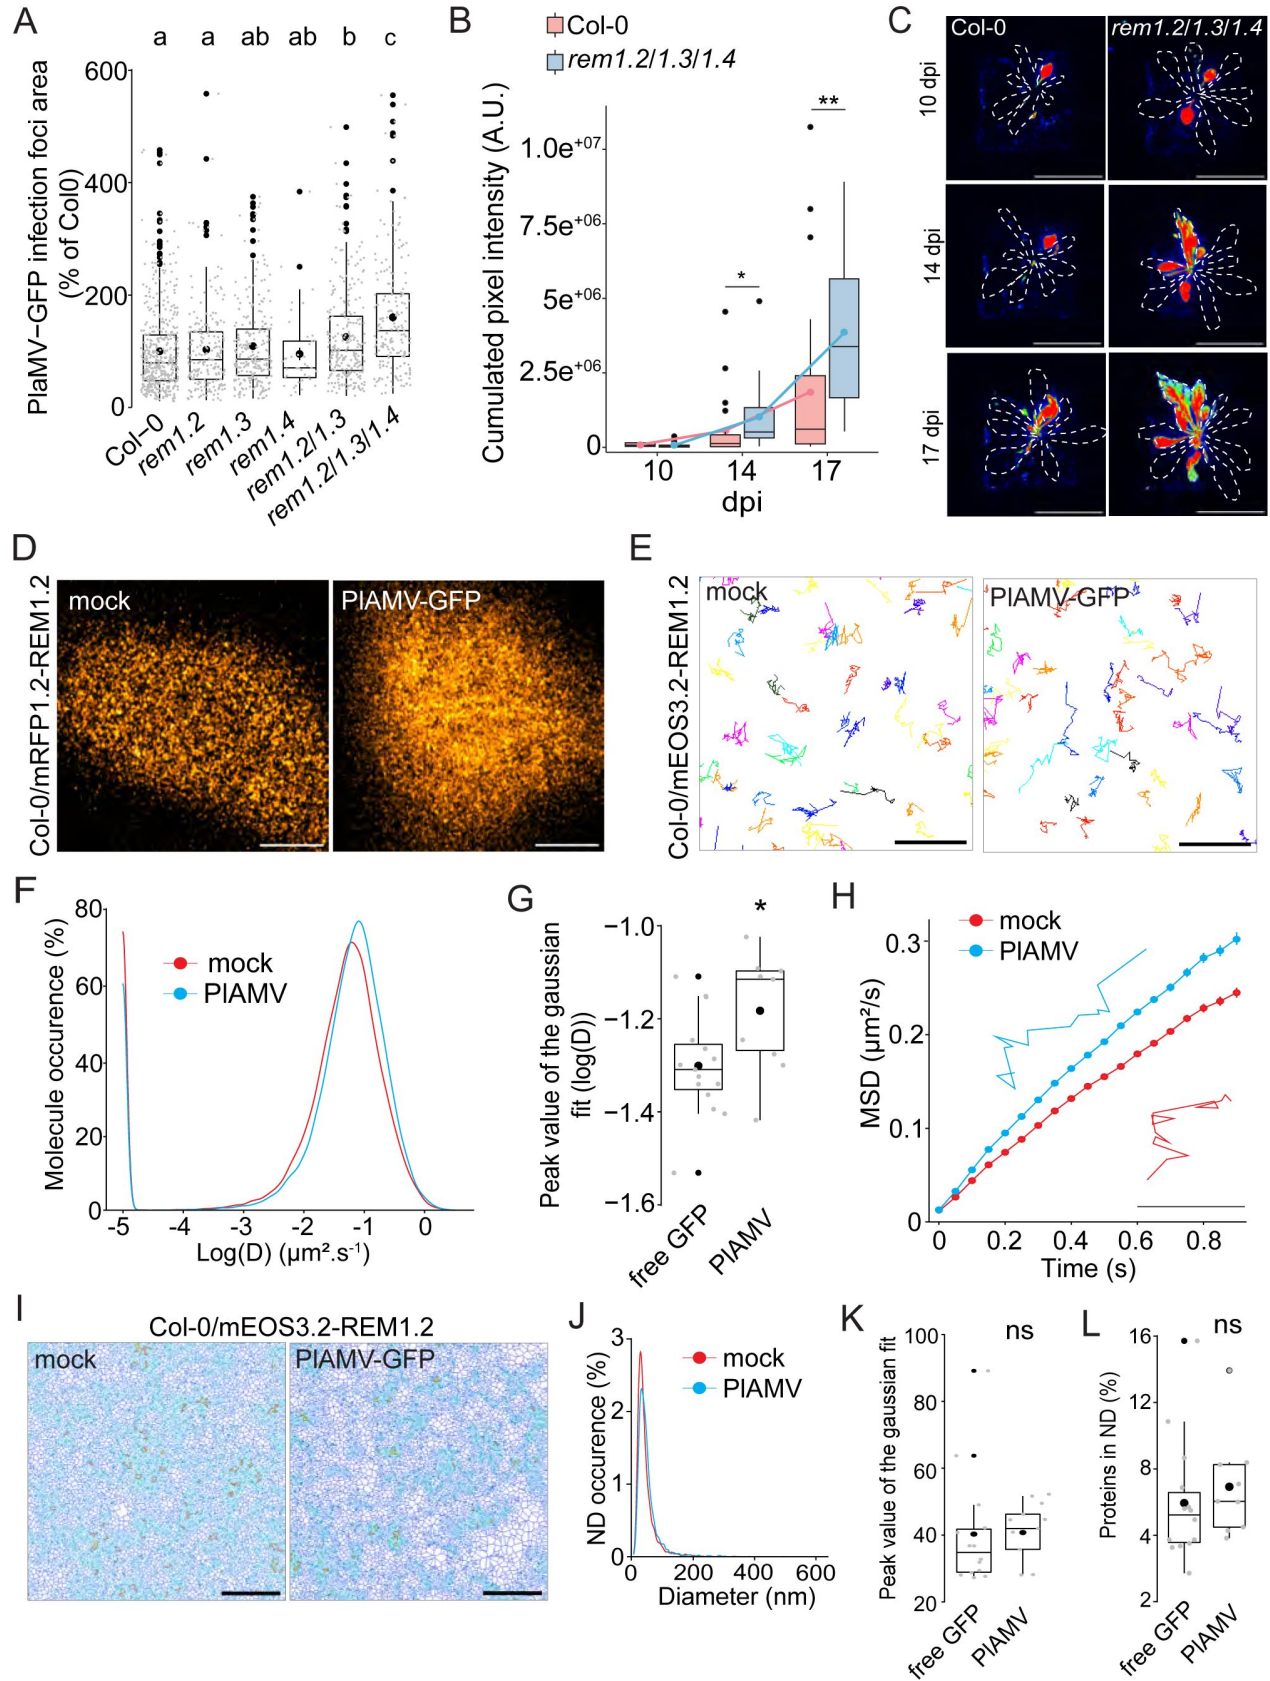 A
a a ab ab b c
PlaMV−GFP infection foci area
(% of Col0)
600
400
200
0
Col−0
rem1.2
rem1.3
rem1.4
rem1.2/1.3
rem1.2/1.3/1.4
B
Col-0
rem1.2/1.3/1.4
Cumulated pixel intensity (A.U.)
1.0e+07
7.5e+06
5e+06
2.5e+06
0
*
**
10 14 17
dpi
C
Col-0
rem1.2/1.3/1.4
10 dpi
14 dpi
17 dpi
D
Col-0/mRFP1.2-REM1.2
mock
PlAMV-GFP
E
Col-0/mEOS3.2-REM1.2
mock
PlAMV-GFP
F
Molecule occurence (%)
80
60
40
20
0
mock
PlAMV
-5 -4 -3 -2 -1 0
Log(D) (µm².s-1)
G
Peak value of the gaussian
fit (log(D))
−1.0
−1.2
−1.4
−1.6
*
free GFP
PlAMV
H
mock
PlAMV
MSD (µm²/s)
0.3
0.2
0.1
0
0 0.2 0.4 0.6 0.8
Time (s)
I
Col-0/mEOS3.2-REM1.2
mock
PlAMV-GFP
J
ND occurence (%)
3
2
1
0
mock
PlAMV
0 200 400 600
Diameter (nm)
K
ns
Peak value of the gaussian fit
100
80
60
40
20
free GFP
PlAMV
L
ns
Proteins in ND (%)
16
12
8
4
2
free GFP
PlAMV